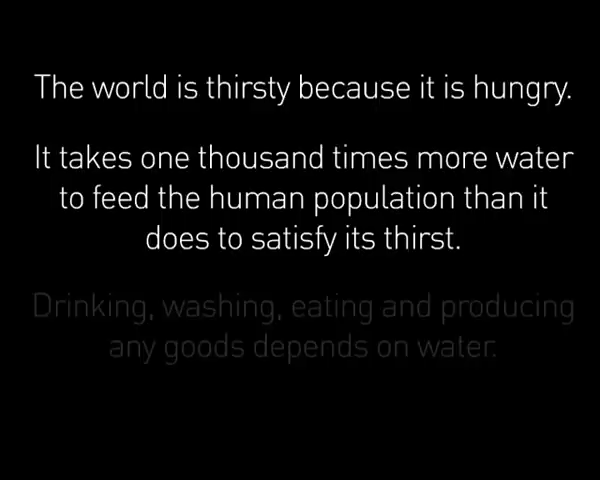 The world is thirsty because it is hungry.
It takes one thousand times more water
to feed the human population than it
does to satisfy its thirst.
Drinking, washing, eating and producing
any goods depends on water.